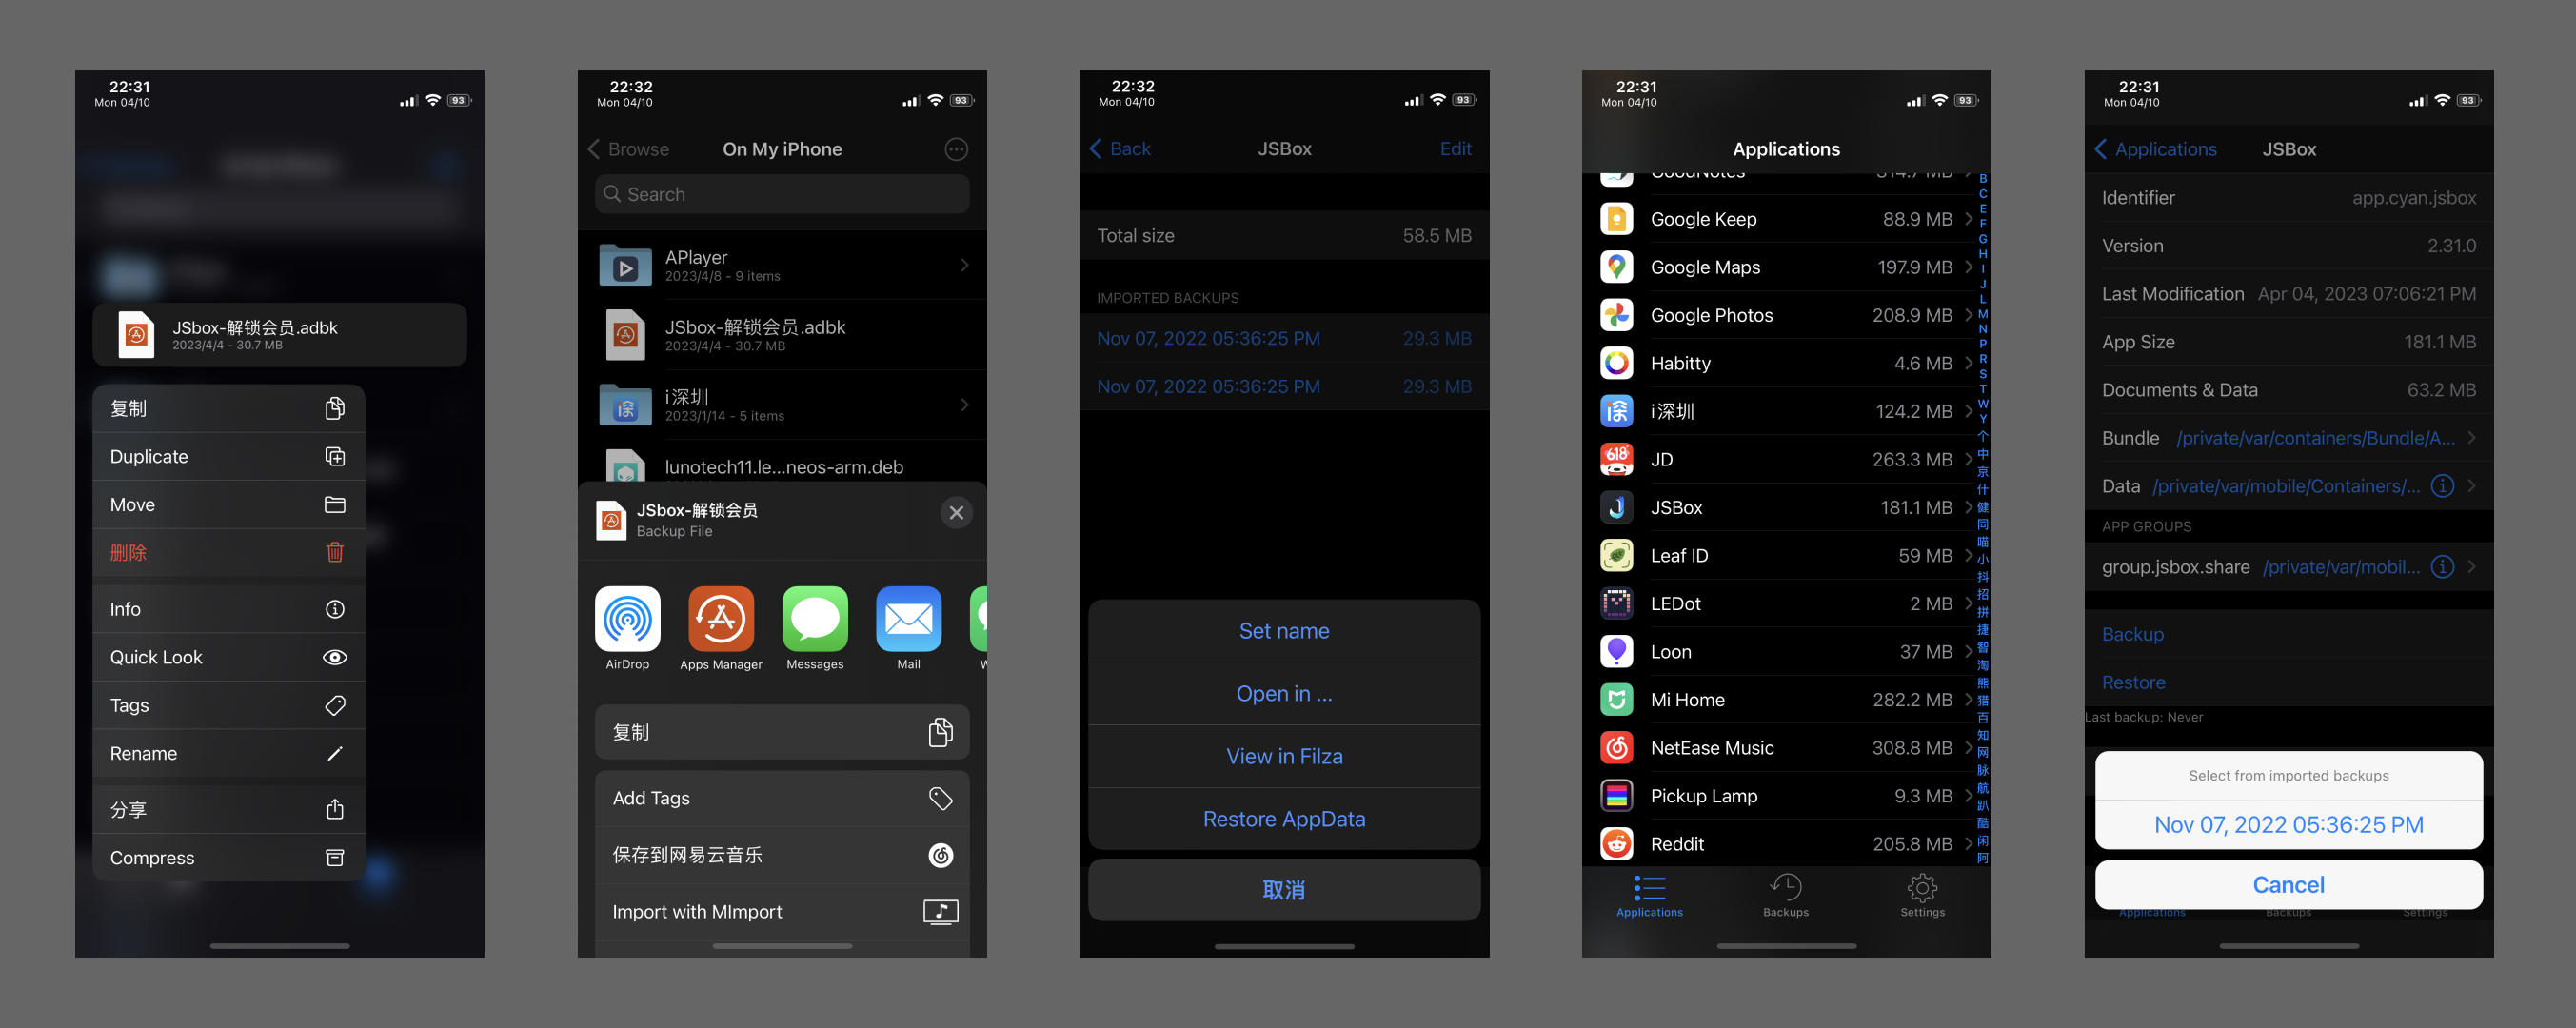 22:31
Mon 04/10
93
JSbox-解锁会员.adbk
2023/4/4 - 30.7 MB
复制
Duplicate
Move
删除
Info
Quick Look
Tags
Rename
分享
Compress
22:32
Mon 04/10
93
Browse
On My iPhone
Search
APlayer
2023/4/8 - 9 items
JSbox-解锁会员.adbk
2023/4/4 - 30.7 MB
i深圳
2023/1/14 - 5 items
lunotech11.le...neos-arm.deb
JSbox-解锁会员
Backup File
AirDrop
Apps Manager
Messages
Mail
复制
Add Tags
保存到网易云音乐
Import with MImport
22:32
Mon 04/10
93
Back
JSBox
Edit
Total size
58.5 MB
IMPORTED BACKUPS
Nov 07, 2022 05:36:25 PM
29.3 MB
Nov 07, 2022 05:36:25 PM
29.3 MB
Set name
Open in ...
View in Filza
Restore AppData
取消
22:31
Mon 04/10
93
Applications
GoodNotes
314.7 MB
Google Keep
88.9 MB
Google Maps
197.9 MB
Google Photos
208.9 MB
Habitty
4.6 MB
i深圳
124.2 MB
JD
263.3 MB
JSBox
181.1 MB
Leaf ID
59 MB
LEDot
2 MB
Loon
37 MB
Mi Home
282.2 MB
NetEase Music
308.8 MB
Pickup Lamp
9.3 MB
Reddit
205.8 MB
B
C
E
F
G
H
I
J
L
M
N
P
R
S
T
W
Y
个
中
京
什
健
同
喵
小
抖
招
拼
捷
智
淘
熊
猎
百
知
网
脉
航
趴
酷
闲
阿
Applications
Backups
Settings
22:31
Mon 04/10
93
Applications
JSBox
Identifier
app.cyan.jsbox
Version
2.31.0
Last Modification
Apr 04, 2023 07:06:21 PM
App Size
181.1 MB
Documents & Data
63.2 MB
Bundle
/private/var/containers/Bundle/A...
Data
/private/var/mobile/Containers/...
APP GROUPS
group.jsbox.share
/private/var/mobil...
Backup
Restore
Last backup: Never
Select from imported backups
Nov 07, 2022 05:36:25 PM
Cancel
Applications
Backups
Settings